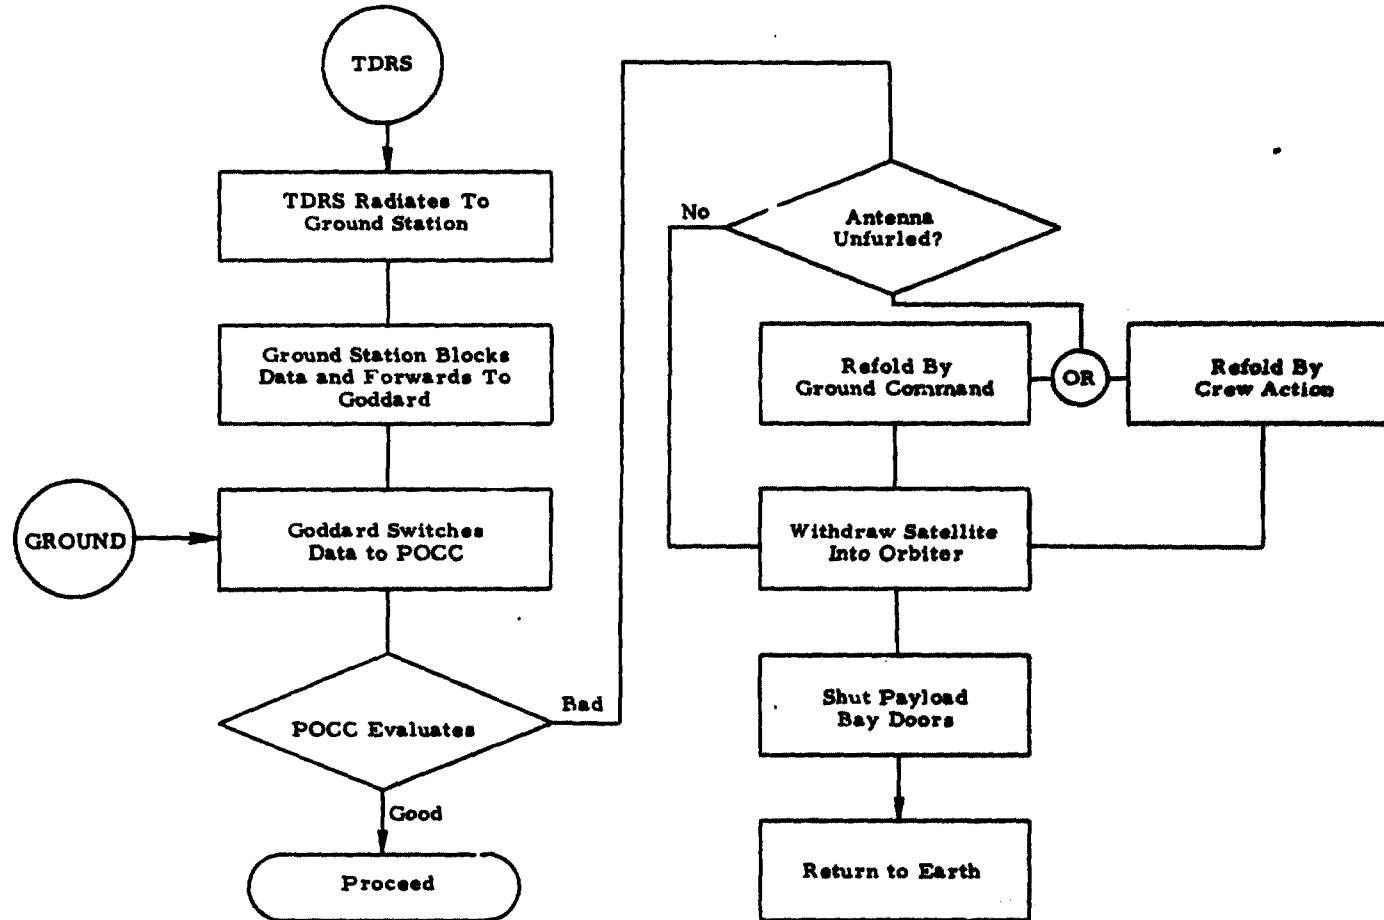 TDRS
TDRS Radiates To
Ground Station
Ground Station Blocks
Data and Forwards To
Goddard
GROUND
Goddard Switches
Data to POCC
POCC Evaluates
Bad
Good
Proceed
No
Antenna
Unfurled?
Refold By
Ground Command
OR
Refold By
Crew Action
Withdraw Satellite
Into Orbiter
Shut Payload
Bay Doors
Return to Earth